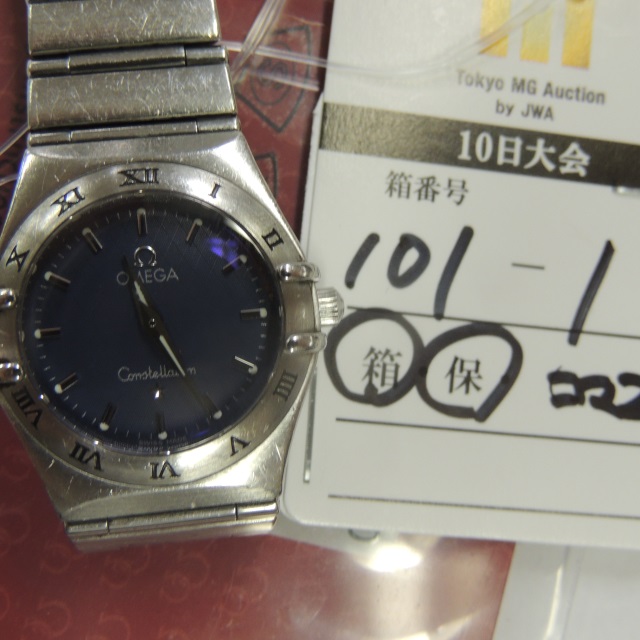 Tokyo MG Auction
by JWA
10日大会
箱番号
101-1
箱 保
OMEGA
Constellation
XII
I
II
IIII
V
VI
VII
VIII
X
XI